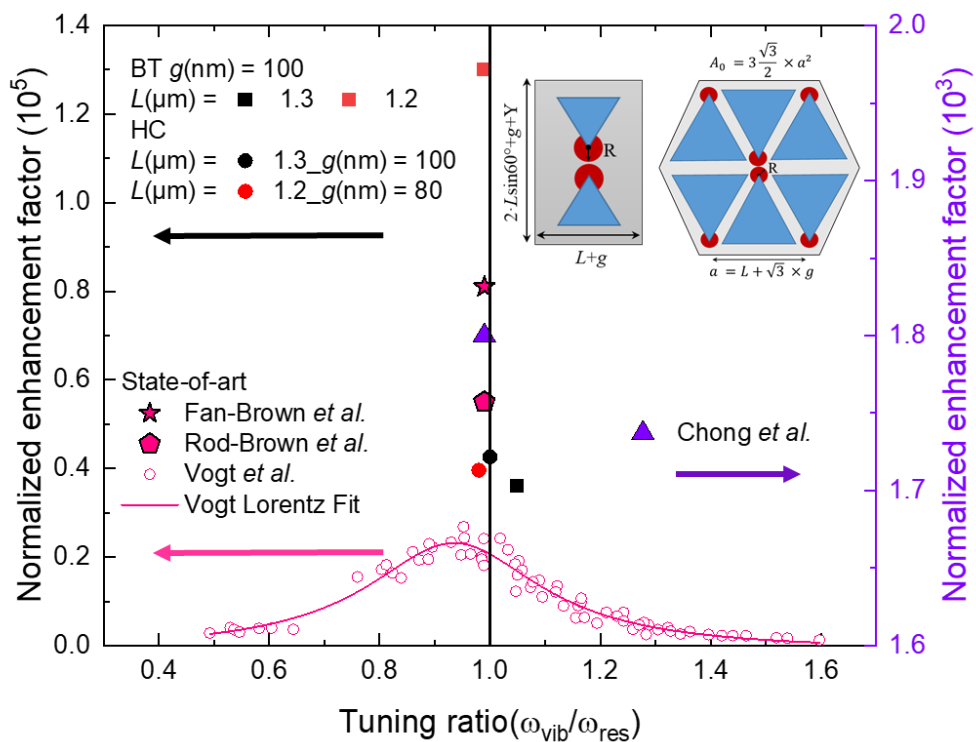 1.4
1.2
1.0
0.8
0.6
0.4
0.2
0.0
Normalized enhancement factor (10⁵)
BT g(nm) = 100
L(μm) = 1.3 1.2
HC
L(μm) = 1.3_g(nm) = 100
L(μm) = 1.2_g(nm) = 80
2·Lsin60°+g+Y
R
L+g
A₀ = 3 √3/2 × a²
R
a = L + √3 × g
State-of-art
Fan-Brown et al.
Rod-Brown et al.
Vogt et al.
Vogt Lorentz Fit
Chong et al.
2.0
1.9
1.8
1.7
1.6
Normalized enhancement factor (10³)
0.4 0.6 0.8 1.0 1.2 1.4 1.6
Tuning ratio(ω_vib/ω_res)